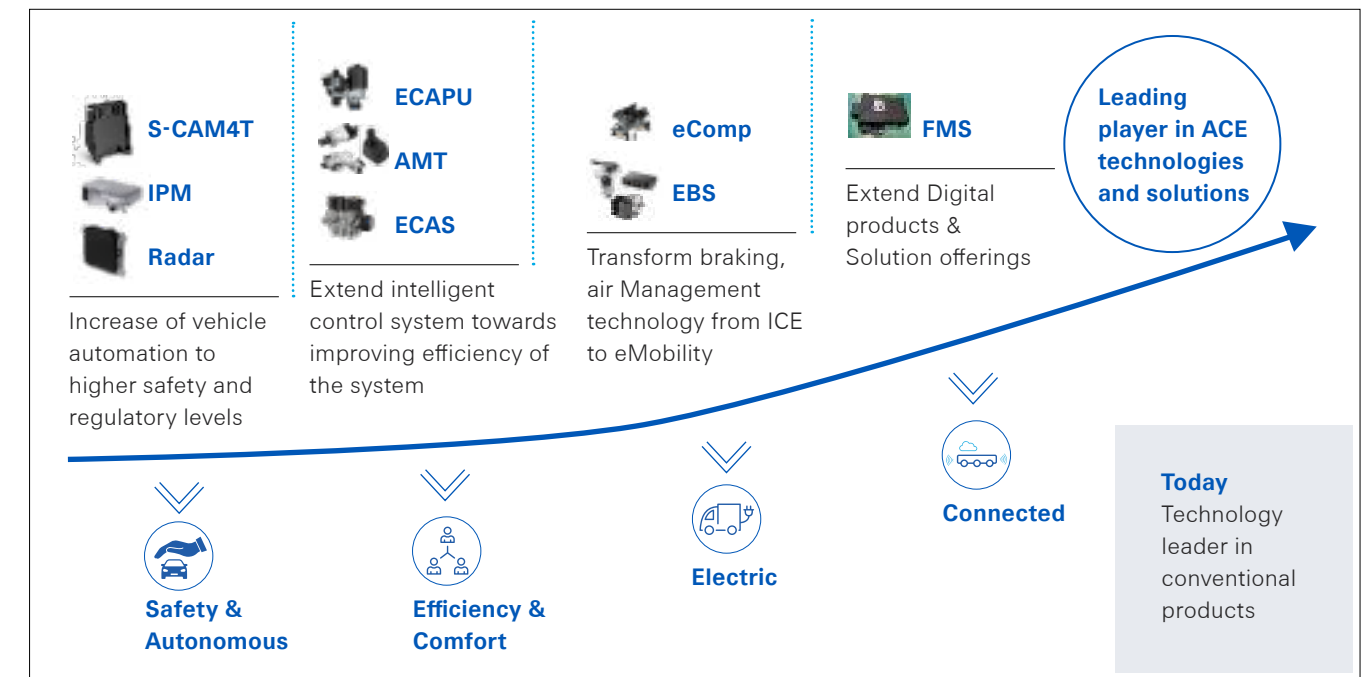 S-CAM4T
IPM
Radar
Increase of vehicle
automation to
higher safety and
regulatory levels
ECAPU
AMT
ECAS
Extend intelligent
control system towards
improving efficiency of
the system
eComp
EBS
Transform braking,
air Management
technology from ICE
to eMobility
FMS
Extend Digital
products &
Solution offerings
Leading
player in ACE
technologies
and solutions
Safety &
Autonomous
Efficiency &
Comfort
Electric
Connected
Today
Technology
leader in
conventional
products